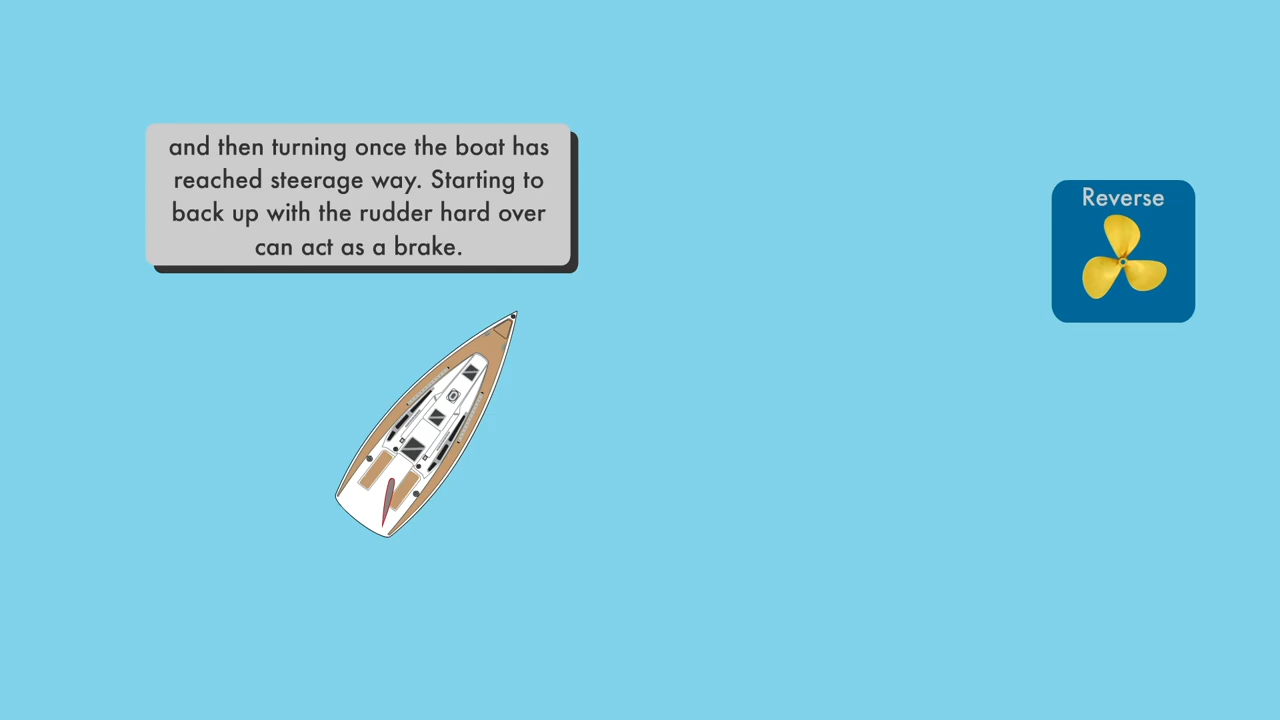 and then turning once the boat has
reached steerage way. Starting to
back up with the rudder hard over
can act as a brake.
Reverse